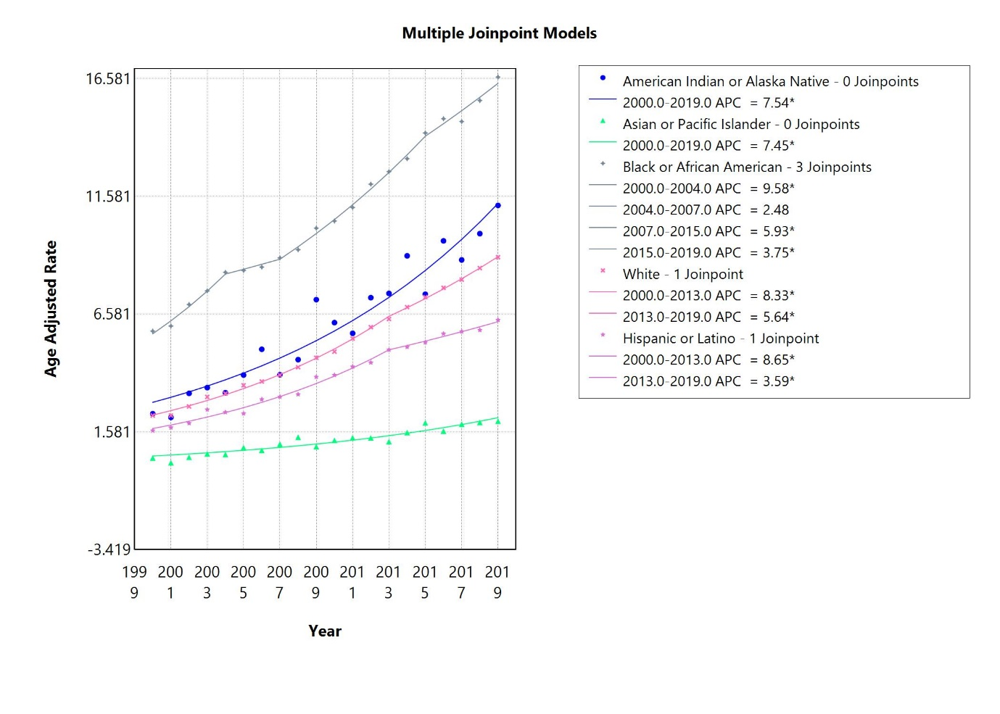 Multiple Joinpoint Models
16.581
11.581
6.581
1.581
-3.419
Age Adjusted Rate
199 200 200 200 200 200 201 201 201 201 201
9 1 3 5 7 9 1 3 5 7 9
Year
American Indian or Alaska Native - 0 Joinpoints
2000.0-2019.0 APC = 7.54*
Asian or Pacific Islander - 0 Joinpoints
2000.0-2019.0 APC = 7.45*
Black or African American - 3 Joinpoints
2000.0-2004.0 APC = 9.58*
2004.0-2007.0 APC = 2.48
2007.0-2015.0 APC = 5.93*
2015.0-2019.0 APC = 3.75*
White - 1 Joinpoint
2000.0-2013.0 APC = 8.33*
2013.0-2019.0 APC = 5.64*
Hispanic or Latino - 1 Joinpoint
2000.0-2013.0 APC = 8.65*
2013.0-2019.0 APC = 3.59*